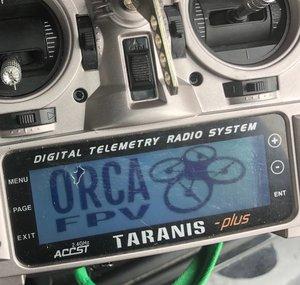 DIGITAL TELEMETRY RADIO SYSTEM
MENU
PAGE
EXIT
ORCA
FPV
+
-
ENT
2.4GHz
ACCST
TARANIS -plus